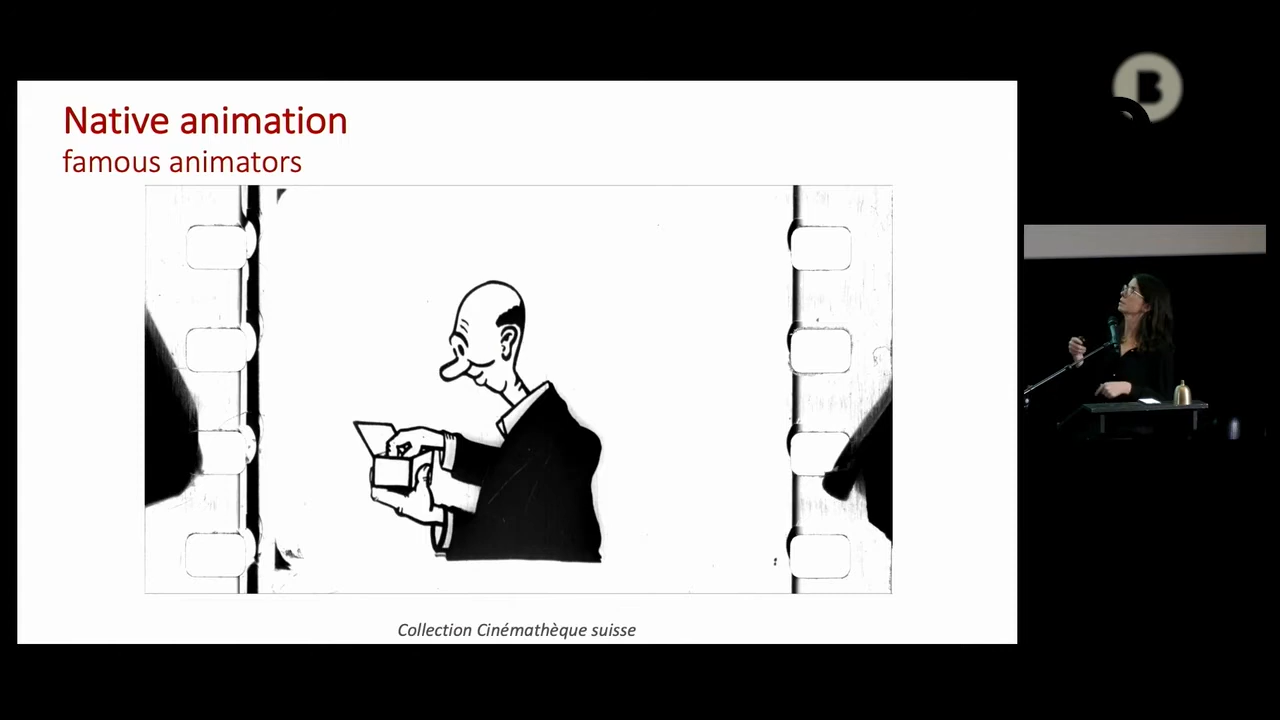 Native animation
famous animators
Collection Cinémathèque suisse
B